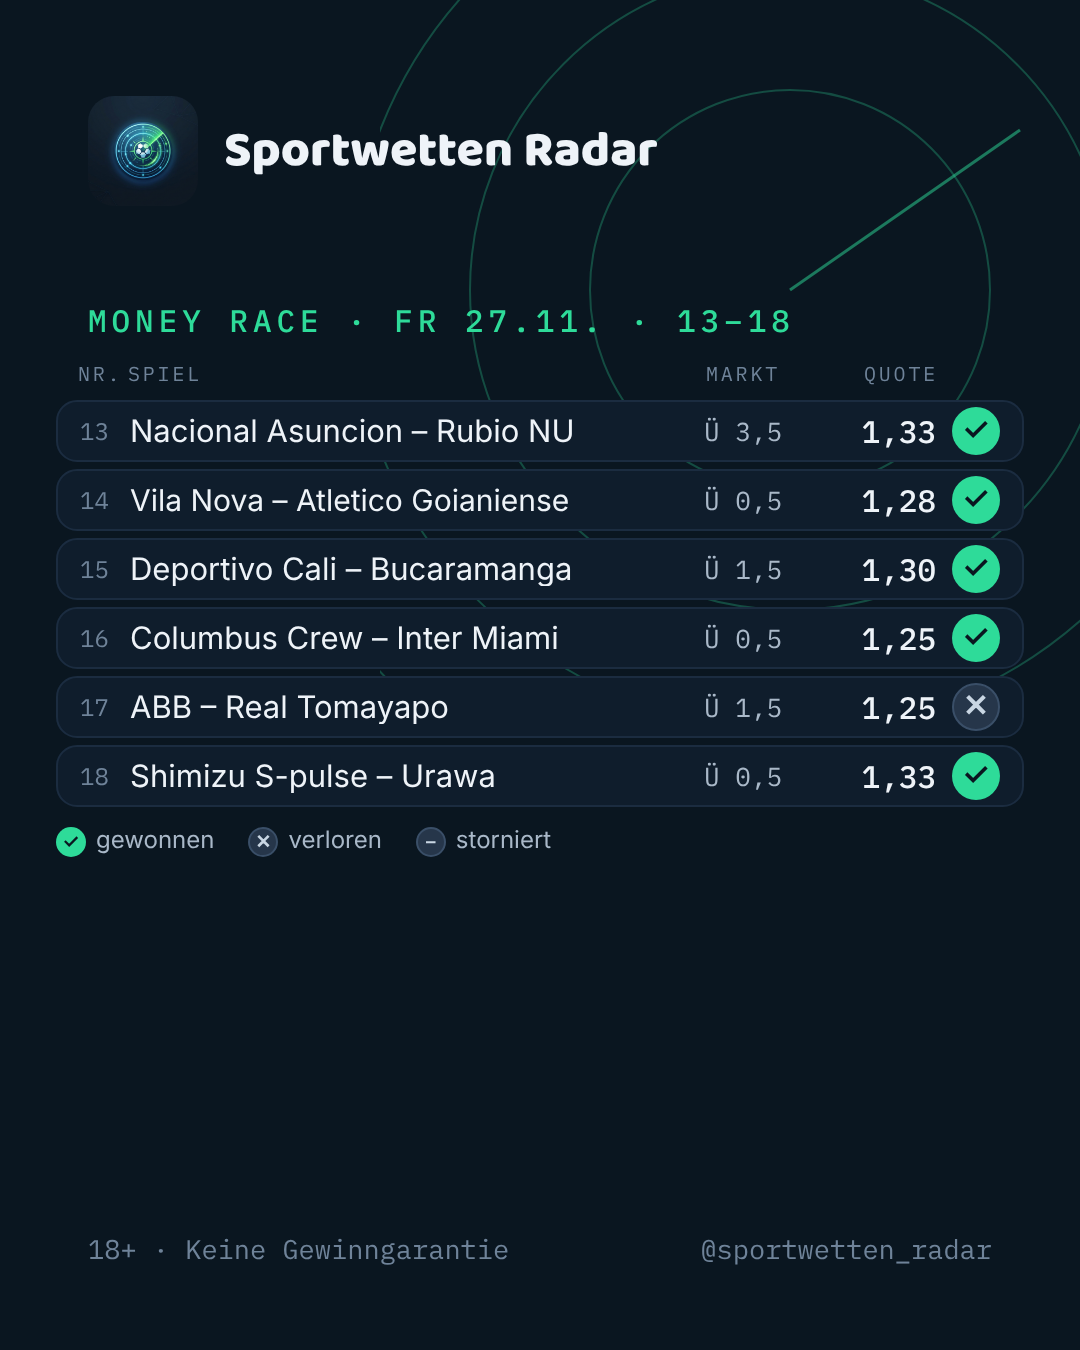 Sportwetten Radar
MONEY RACE · FR 27.11. · 13–18
NR. SPIEL MARKT QUOTE
13 Nacional Asuncion – Rubio NU Ü 3,5 1,33
14 Vila Nova – Atletico Goianiense Ü 0,5 1,28
15 Deportivo Cali – Bucaramanga Ü 1,5 1,30
16 Columbus Crew – Inter Miami Ü 0,5 1,25
17 ABB – Real Tomayapo Ü 1,5 1,25
18 Shimizu S-pulse – Urawa Ü 0,5 1,33
gewonnen verloren storniert
18+ · Keine Gewinngarantie @sportwetten_radar